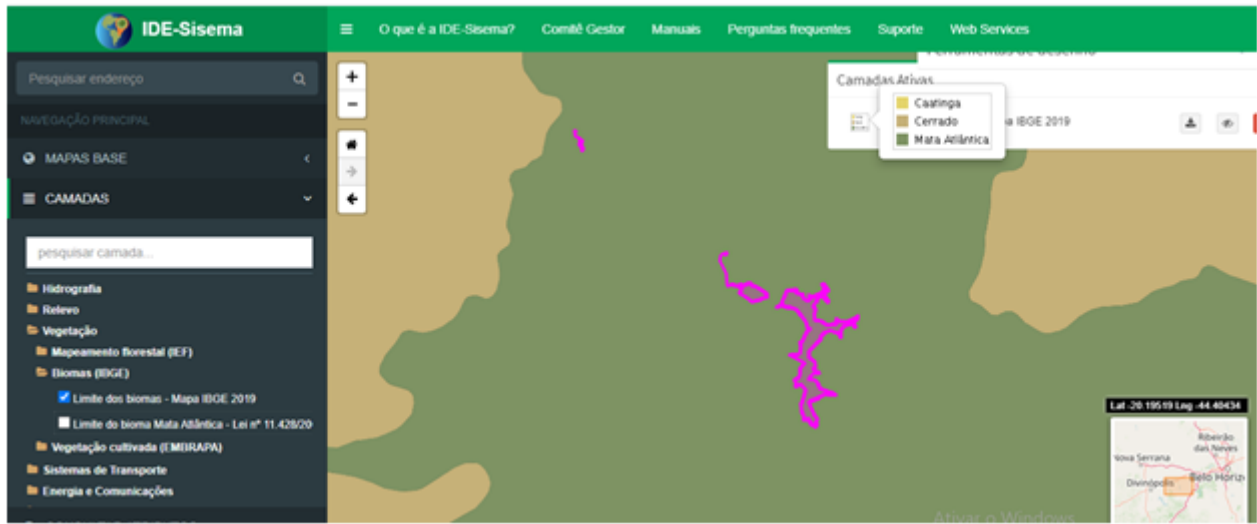 IDE-Sisema
O que é a IDE-Sisema?
Comitê Gestor
Manuais
Perguntas frequentes
Suporte
Web Services
Pesquisar endereço
NAVEGAÇÃO PRINCIPAL
MAPAS BASE
CAMADAS
pesquisar camada...
Hidrografia
Relevo
Vegetação
Mapeamento florestal (IEF)
Biomas (IBGE)
Limite dos biomas - Mapa IBGE 2019
Limite do bioma Mata Atlântica - Lei nº 11.428/20
Vegetação cultivada (EMBRAPA)
Sistemas de Transporte
Energia e Comunicações
+
−
Camadas Ativas
Caatinga
Cerrado
Mata Atlântica
IBGE 2019
Lat -20.19519 Lng -44.40434
Ribeirão
das Neves
Nova Serrana
Divinópolis
Belo Horizo
Ativar o Windows